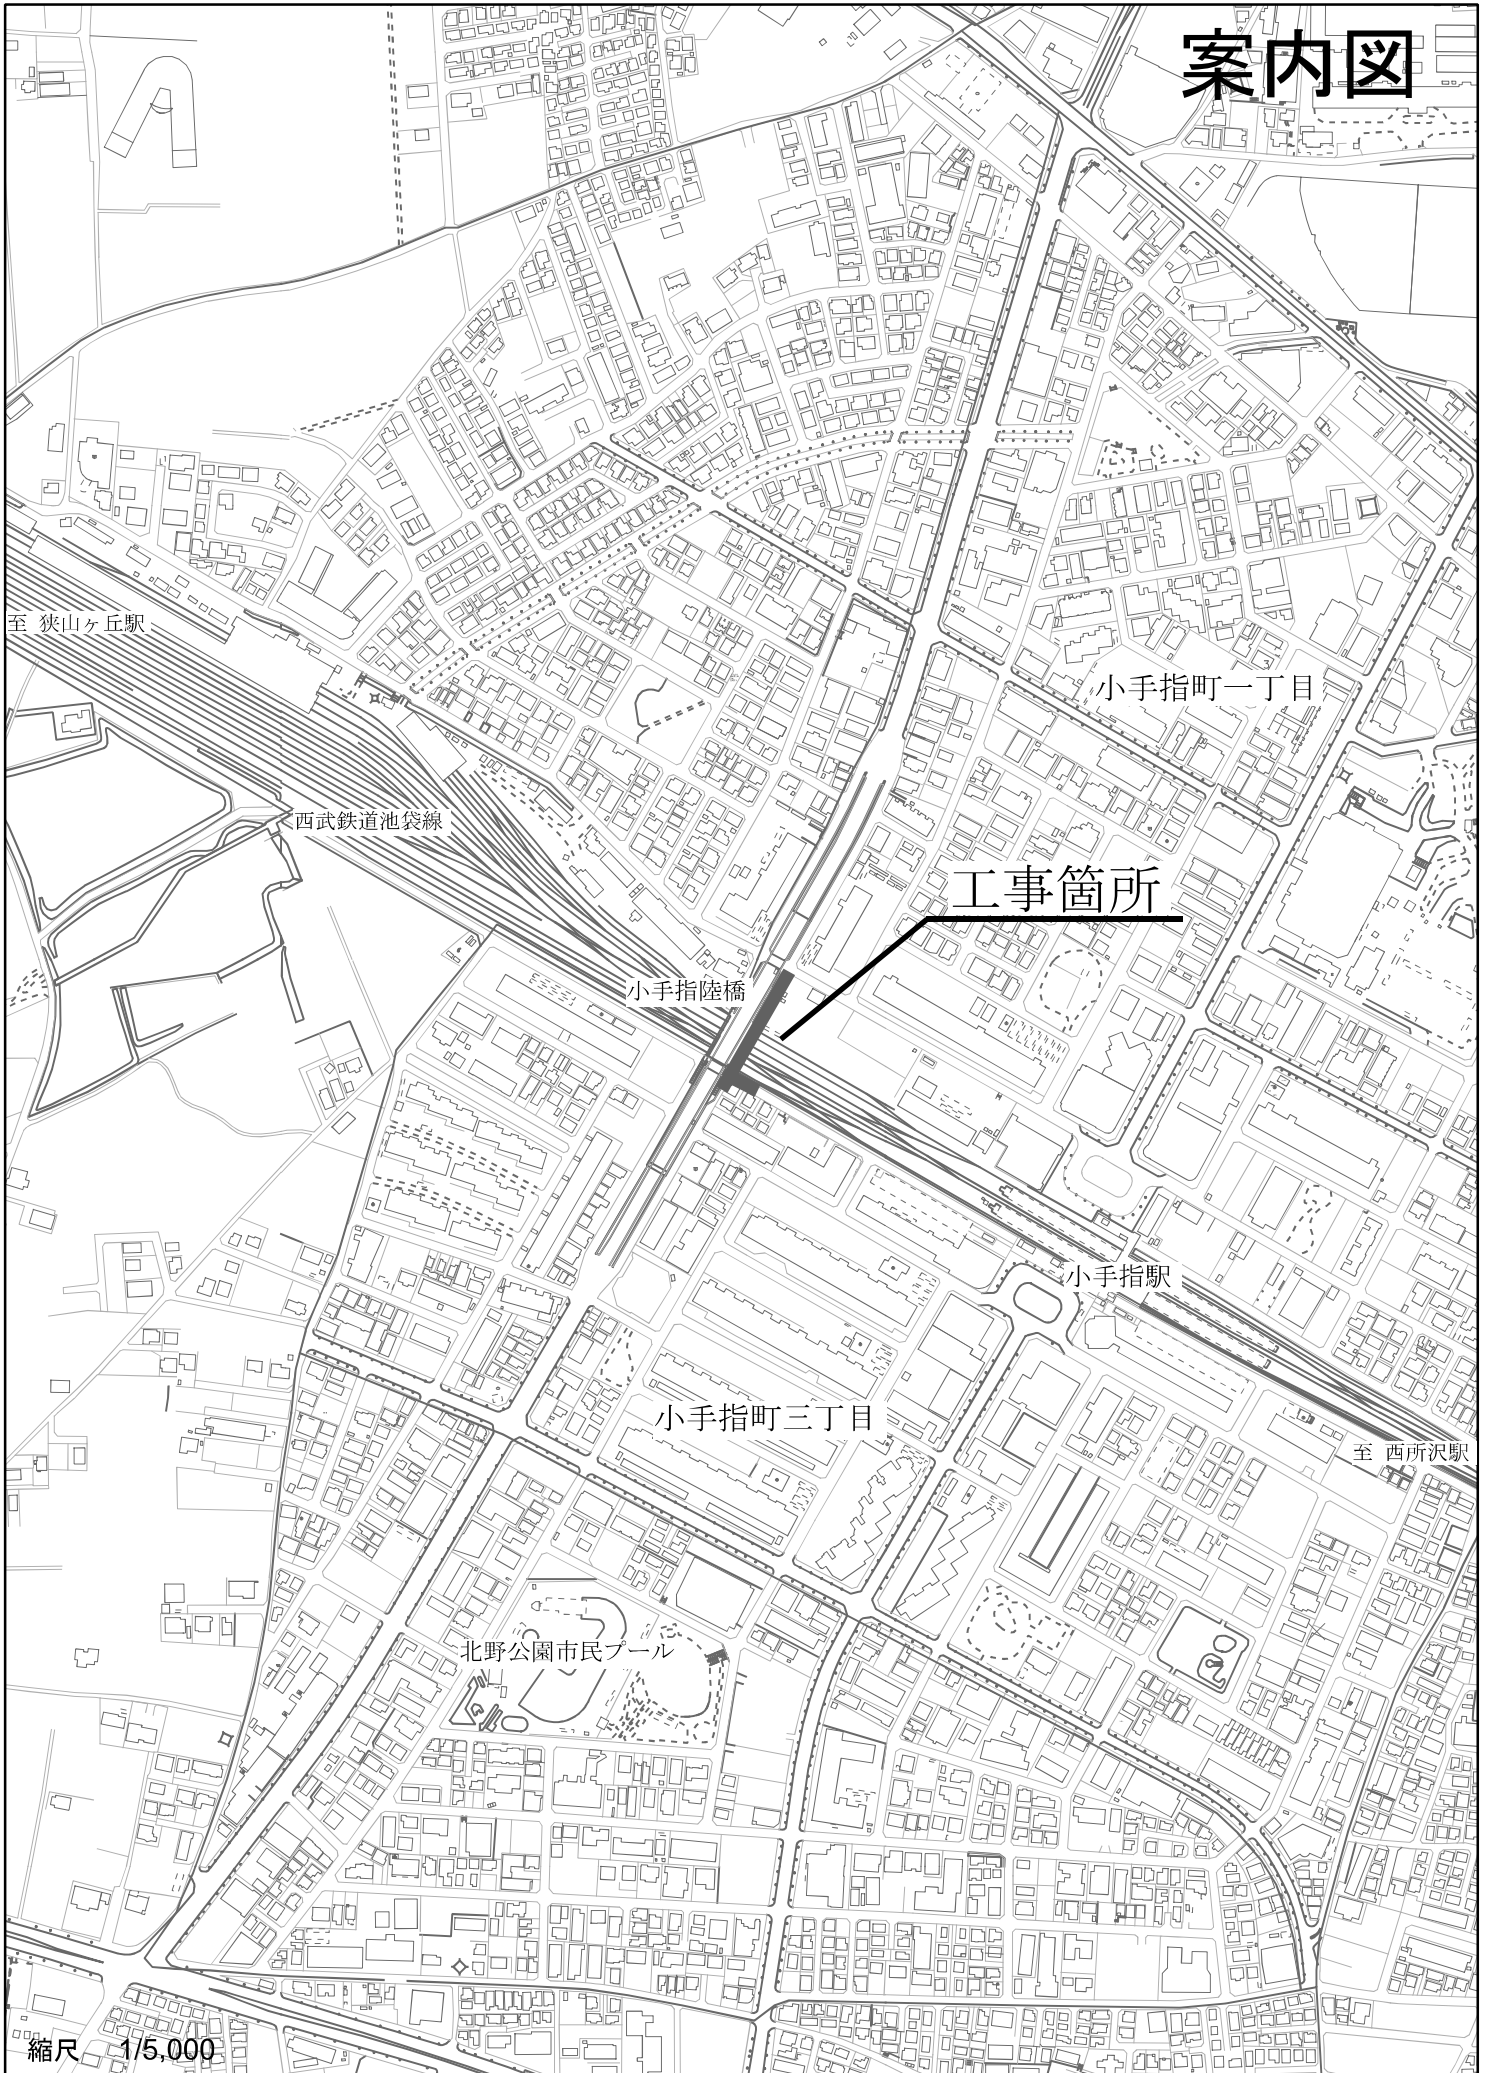 案内図
至 狭山ヶ丘駅
小手指町一丁目
西武鉄道池袋線
工事箇所
小手指陸橋
小手指駅
小手指町三丁目
至 西所沢駅
北野公園市民プール
縮尺 1/5,000